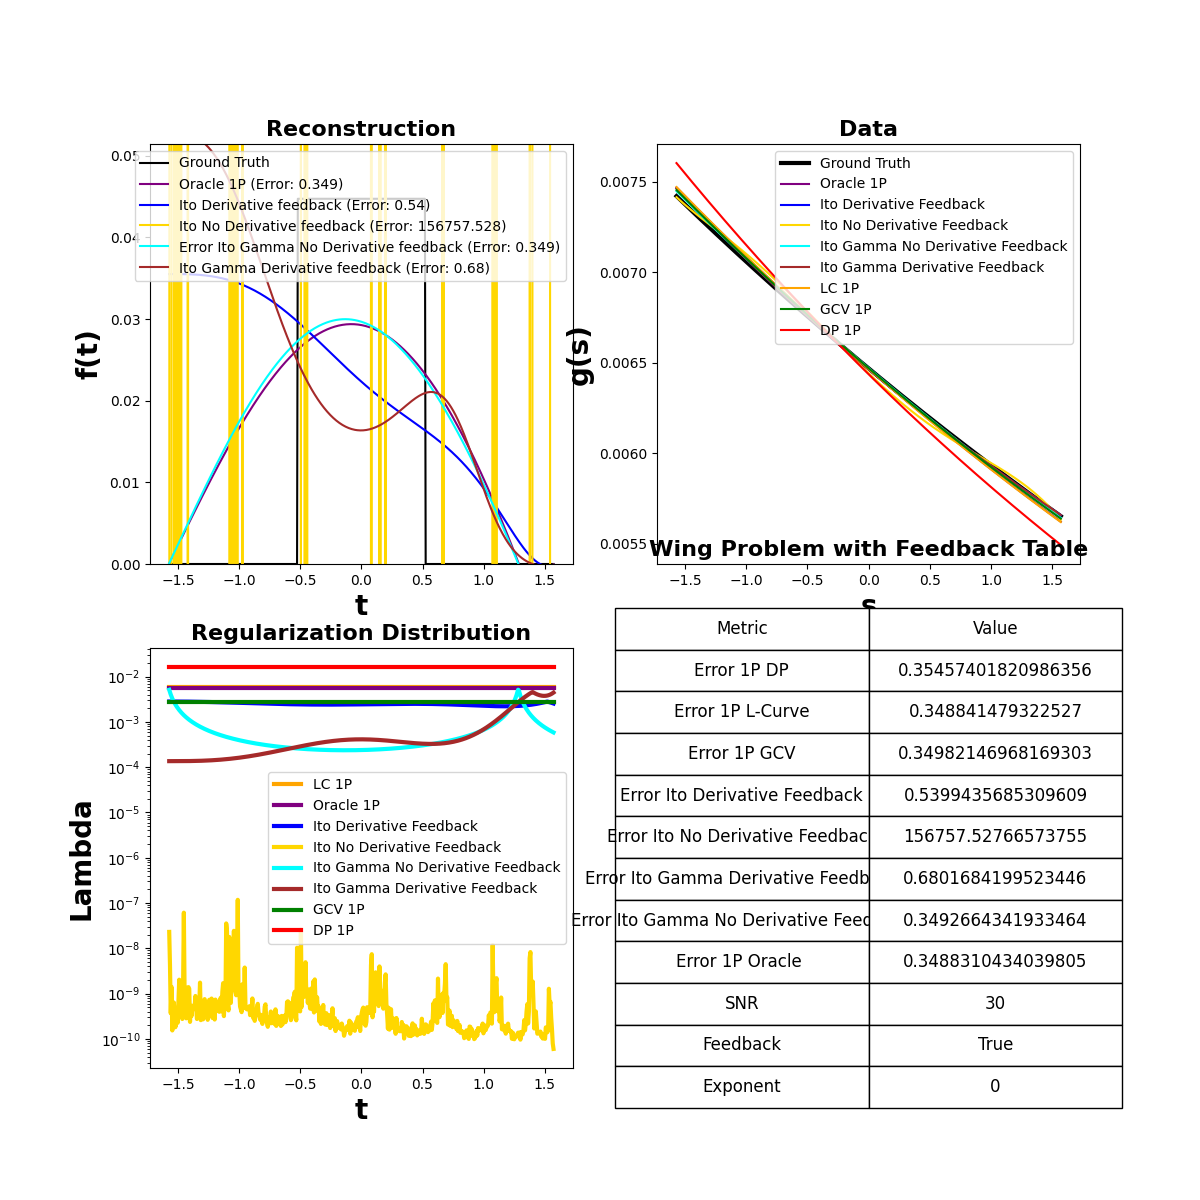 Reconstruction
0.05
0.04
0.03
0.02
0.01
0.00
f(t)
Ground Truth
Oracle 1P (Error: 0.349)
Ito Derivative feedback (Error: 0.54)
Ito No Derivative feedback (Error: 156757.528)
Error Ito Gamma No Derivative feedback (Error: 0.349)
Ito Gamma Derivative feedback (Error: 0.68)
−1.5 −1.0 −0.5 0.0 0.5 1.0 1.5
t
Data
0.0075
0.0070
0.0065
0.0060
0.0055
g(s)
Ground Truth
Oracle 1P
Ito Derivative Feedback
Ito No Derivative Feedback
Ito Gamma No Derivative Feedback
Ito Gamma Derivative Feedback
LC 1P
GCV 1P
DP 1P
−1.5 −1.0 −0.5 0.0 0.5 1.0 1.5
s
Regularization Distribution
10⁻²
10⁻³
10⁻⁴
10⁻⁵
10⁻⁶
10⁻⁷
10⁻⁸
10⁻⁹
10⁻¹⁰
Lambda
LC 1P
Oracle 1P
Ito Derivative Feedback
Ito No Derivative Feedback
Ito Gamma No Derivative Feedback
Ito Gamma Derivative Feedback
GCV 1P
DP 1P
−1.5 −1.0 −0.5 0.0 0.5 1.0 1.5
t
Wing Problem with Feedback Table
Metric Value
Error 1P DP 0.35457401820986356
Error 1P L-Curve 0.348841479322527
Error 1P GCV 0.34982146968169303
Error Ito Derivative Feedback 0.5399435685309609
Error Ito No Derivative Feedbac 156757.52766573755
Error Ito Gamma Derivative Feedb 0.6801684199523446
Error Ito Gamma No Derivative Feed 0.3492664341933464
Error 1P Oracle 0.3488310434039805
SNR 30
Feedback True
Exponent 0